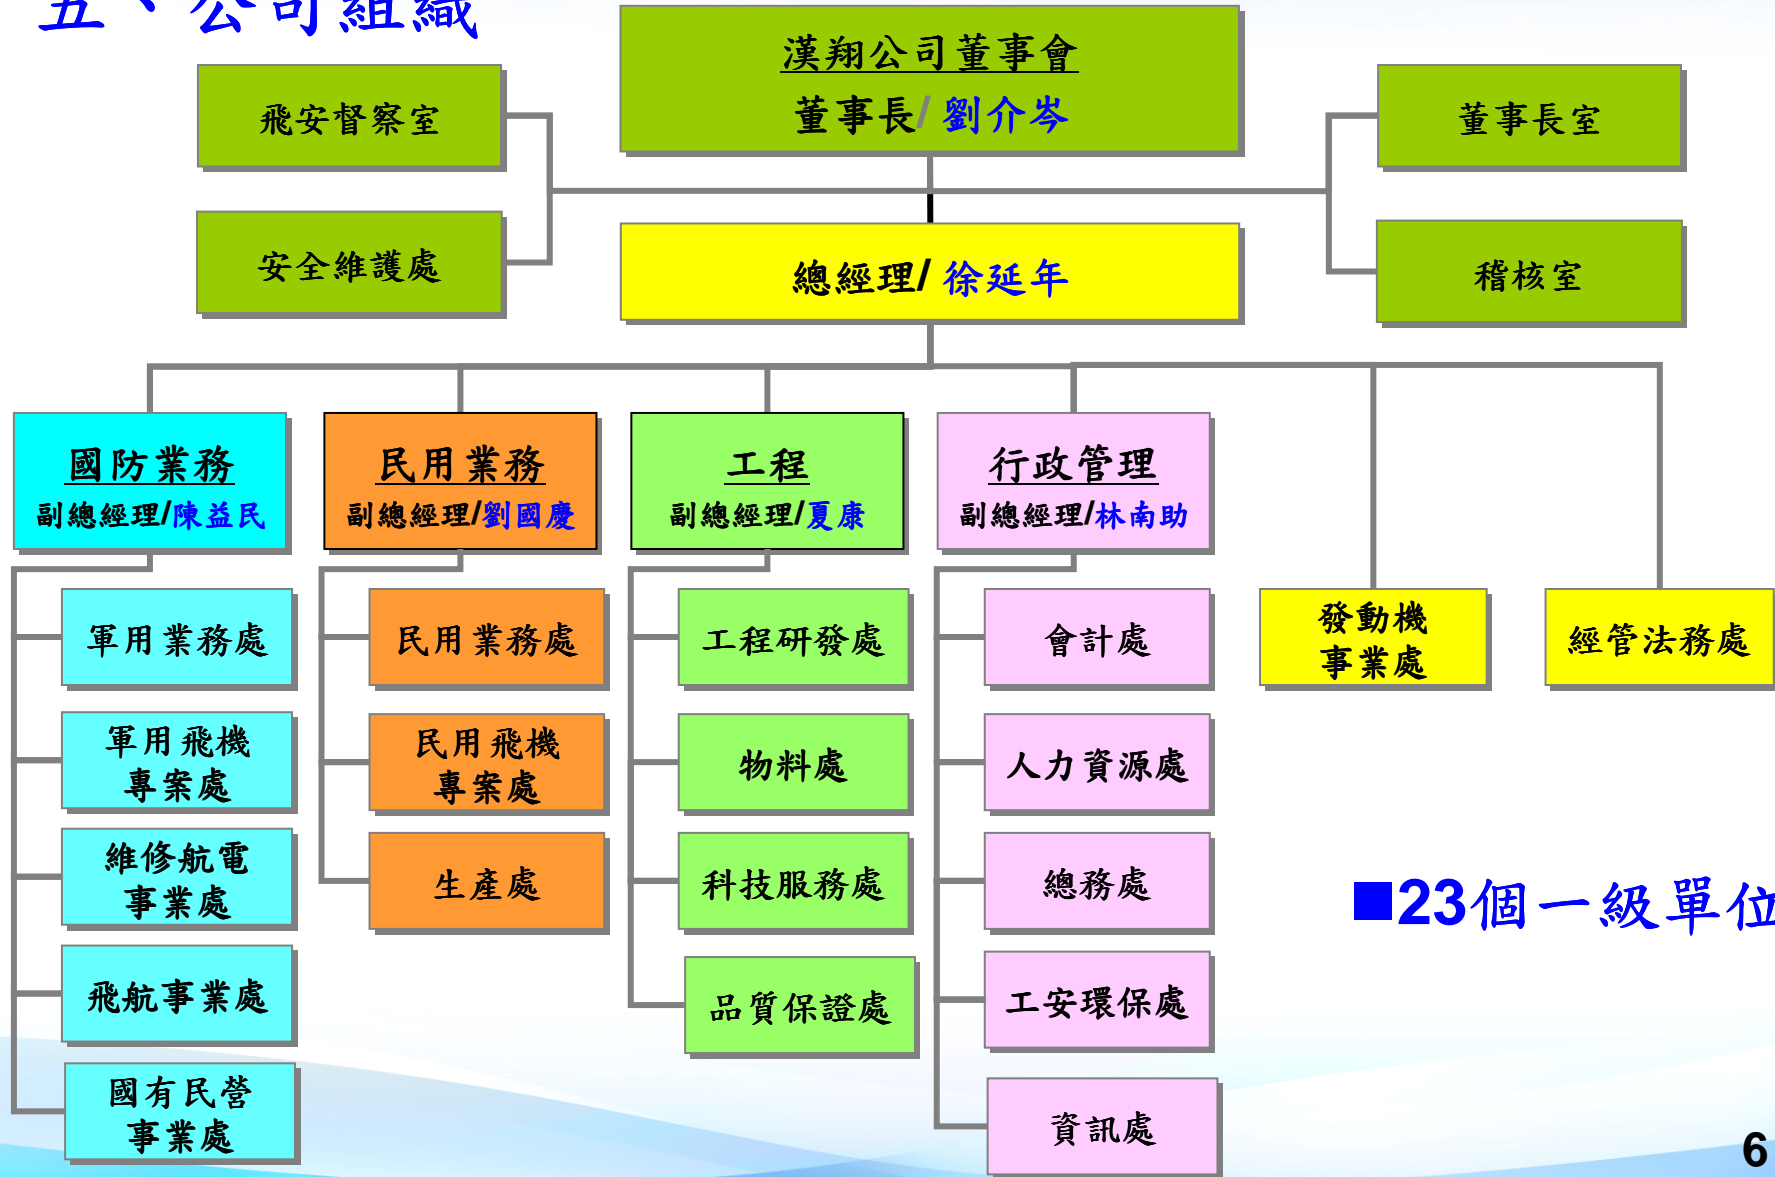 五、公司組織
漢翔公司董事會
董事長/ 劉介岑
飛安督察室
董事長室
安全維護處
總經理/ 徐延年
稽核室
國防業務
副總經理/陳益民
民用業務
副總經理/劉國慶
工程
副總經理/夏康
行政管理
副總經理/林南助
軍用業務處
軍用飛機
專案處
維修航電
事業處
飛航事業處
國有民營
事業處
民用業務處
民用飛機
專案處
生產處
工程研發處
物料處
科技服務處
品質保證處
會計處
人力資源處
總務處
工安環保處
資訊處
發動機
事業處
經管法務處
■23個一級單位
6